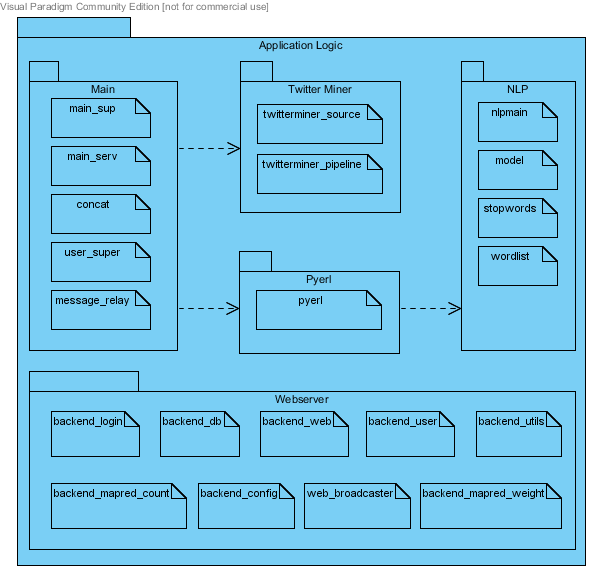 Visual Paradigm Community Edition [not for commercial use]
Application Logic
Main
main_sup
main_serv
concat
user_super
message_relay
Twitter Miner
twitterminer_source
twitterminer_pipeline
Pyerl
pyerl
NLP
nlpmain
model
stopwords
wordlist
Webserver
backend_login
backend_db
backend_web
backend_user
backend_utils
backend_mapred_count
backend_config
web_broadcaster
backend_mapred_weight